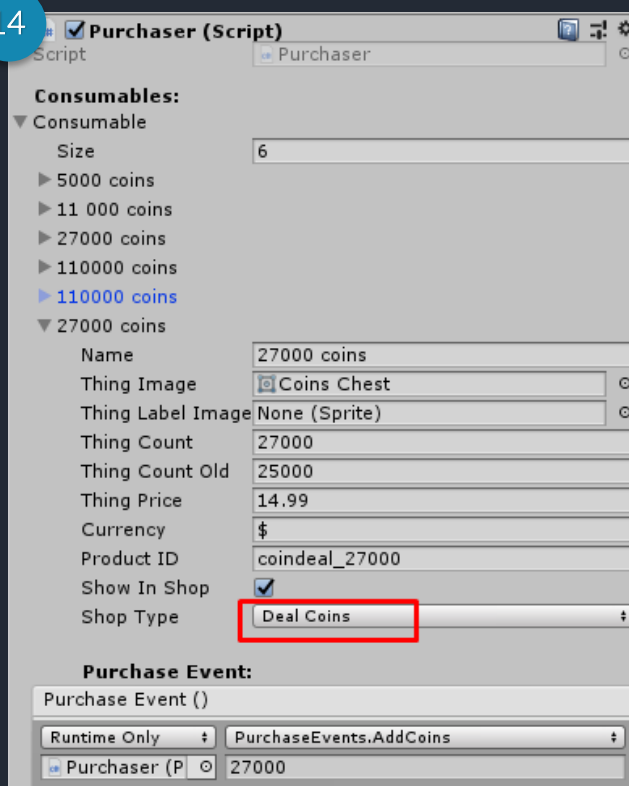 14
Purchaser (Script)
Script Purchaser
Consumables:
Consumable
Size 6
5000 coins
11 000 coins
27000 coins
110000 coins
110000 coins
27000 coins
Name 27000 coins
Thing Image Coins Chest
Thing Label Image None (Sprite)
Thing Count 27000
Thing Count Old 25000
Thing Price 14.99
Currency $
Product ID coindeal_27000
Show In Shop
Shop Type Deal Coins
Purchase Event:
Purchase Event ()
Runtime Only PurchaseEvents.AddCoins
Purchaser (P 27000